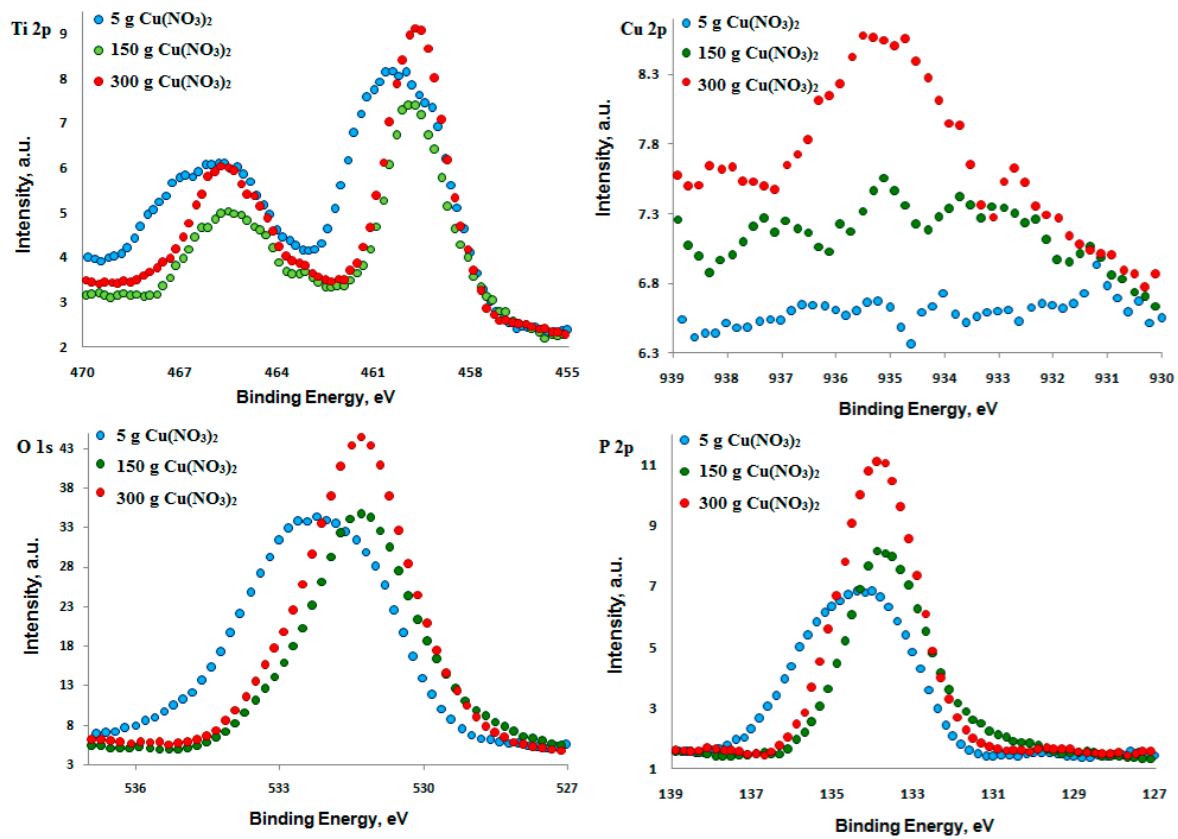 Ti 2p
5 g Cu(NO₃)₂
150 g Cu(NO₃)₂
300 g Cu(NO₃)₂
Intensity, a.u.
9
8
7
6
5
4
3
2
470 467 464 461 458 455
Binding Energy, eV
Cu 2p
5 g Cu(NO₃)₂
150 g Cu(NO₃)₂
300 g Cu(NO₃)₂
Intensity, a.u.
8.3
7.8
7.3
6.8
6.3
939 938 937 936 935 934 933 932 931 930
Binding Energy, eV
O 1s
5 g Cu(NO₃)₂
150 g Cu(NO₃)₂
300 g Cu(NO₃)₂
Intensity, a.u.
43
38
33
28
23
18
13
8
3
536 533 530 527
Binding Energy, eV
P 2p
5 g Cu(NO₃)₂
150 g Cu(NO₃)₂
300 g Cu(NO₃)₂
Intensity, a.u.
11
9
7
5
3
1
139 137 135 133 131 129 127
Binding Energy, eV